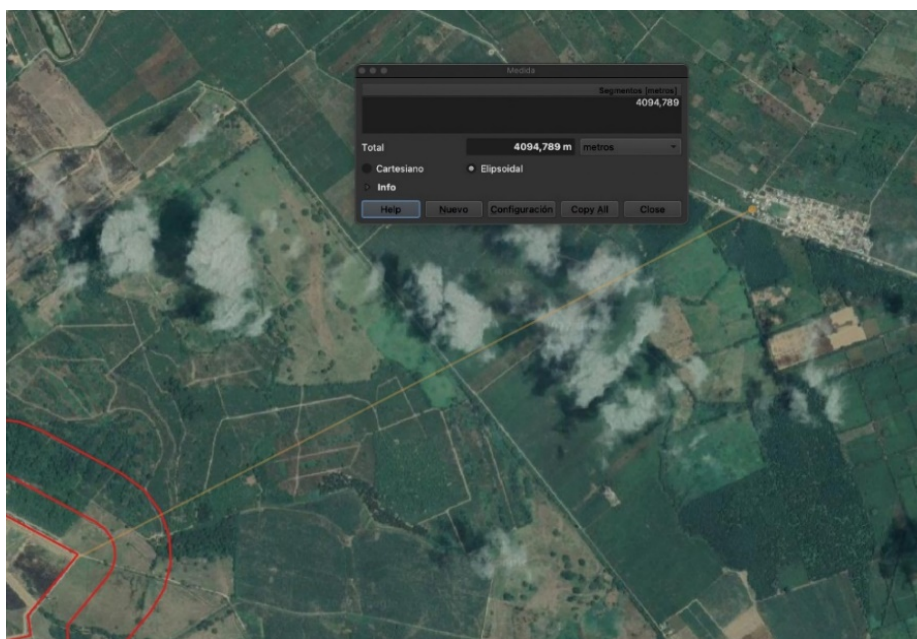 Medida
Segmentos [metros]
4094,789
Total 4094,789 m metros
Cartesiano Elipsoidal
Info
Help Nuevo Configuración Copy All Close